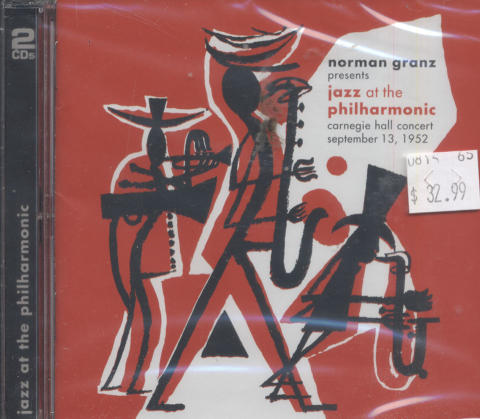 2
CDs
jazz at the philharmonic
norman granz
presents
jazz at the
philharmonic
carnegie hall concert
september 13, 1952
$ 32.99